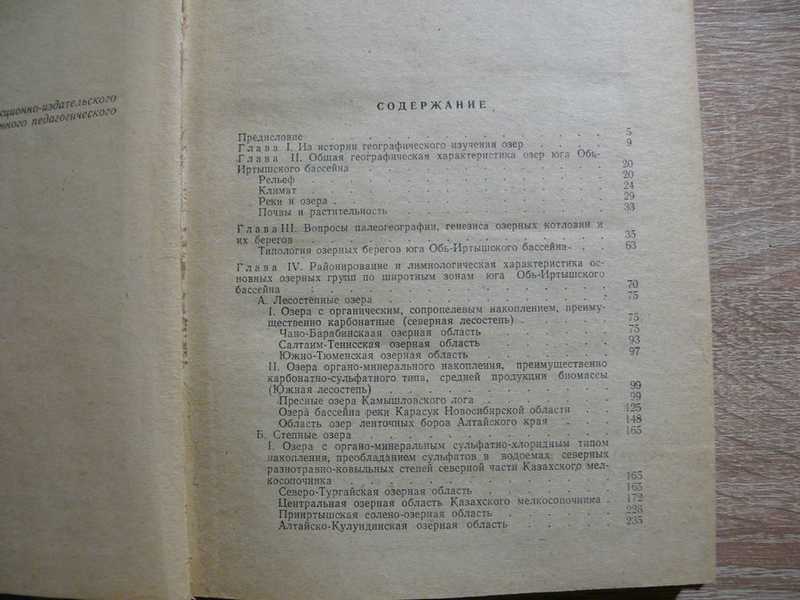 кционно-издательского
нного педагогического
СОДЕРЖАНИЕ
Предисловие 5
Глава I. Из истории географического изучения озер 9
Глава II. Общая географическая характеристика озер юга Обь-
Иртышского бассейна 20
Рельеф 20
Климат 24
Реки и озера 29
Почвы и растительность 33
Глава III. Вопросы палеогеографии, генезиса озерных котловин и
их берегов 35
Типология озерных берегов юга Обь-Иртышского бассейна 63
Глава IV. Районирование и лимнологическая характеристика ос-
новных озерных групп по широтным зонам юга Обь-Иртышского
бассейна 70
А. Лесостепные озера 75
I. Озера с органическим, сопропелевым накоплением, преиму-
щественно карбонатные (северная лесостепь) 75
Чано-Барабинская озерная область 75
Салтаим-Тенисская озерная область 93
Южно-Тюменская озерная область 97
II. Озера органо-минерального накопления, преимущественно
карбонатно-сульфатного типа, средней продукции биомассы
(Южная лесостепь) 99
Пресные озера Камышловского лога 99
Озера бассейна реки Карасук Новосибирской области 125
Область озер ленточных боров Алтайского края 148
Б. Степные озера 165
I. Озера с органо-минеральным сульфатно-хлоридным типом
накопления, преобладанием сульфатов в водоемах северных
разнотравно-ковыльных степей северной части Казахского мел-
косопочника 165
Северо-Тургайская озерная область 165
Центральная озерная область Казахского мелкосопочника 172
Прииртышская солено-озерная область 228
Алтайско-Кулундинская озерная область 235